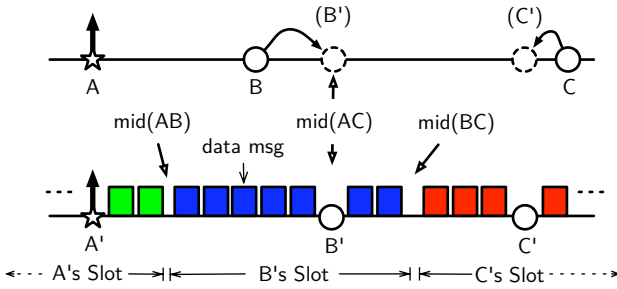 (B') (C')
A B C
mid(AB) mid(AC) mid(BC)
data msg
A' B' C'
A's Slot B's Slot C's Slot